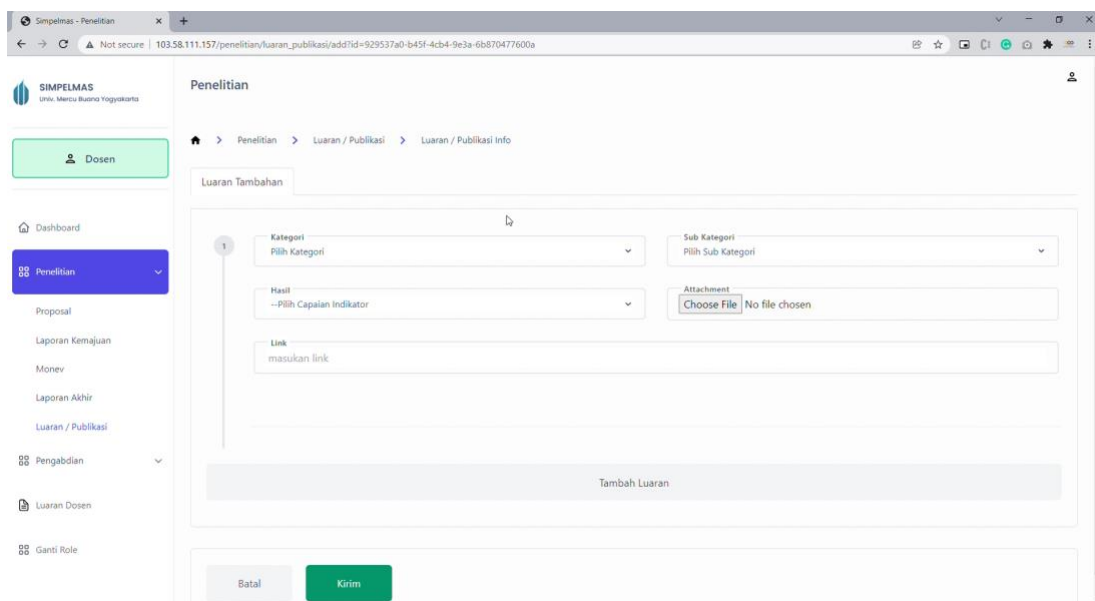 Simpelmas - Penelitian
Not secure | 103.58.111.157/penelitian/luaran_publikasi/add?id=929537a0-b45f-4cb4-9e3a-6b870477600a
SIMPELMAS
Univ. Mercu Buana Yogyakarta
Penelitian
Dosen
Penelitian > Luaran / Publikasi > Luaran / Publikasi Info
Luaran Tambahan
Dashboard
Penelitian
Proposal
Laporan Kemajuan
Monev
Laporan Akhir
Luaran / Publikasi
Pengabdian
Luaran Dosen
Ganti Role
1
Kategori
Pilih Kategori
Sub Kategori
Pilih Sub Kategori
Hasil
--Pilih Capaian Indikator
Attachment
Choose File No file chosen
Link
masukan link
Tambah Luaran
Batal
Kirim